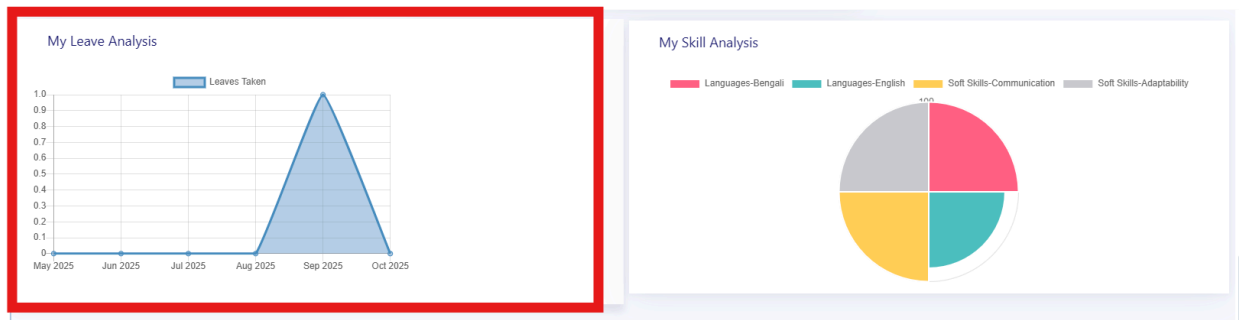 My Leave Analysis
Leaves Taken
1.0
0.9
0.8
0.7
0.6
0.5
0.4
0.3
0.2
0.1
0
May 2025 Jun 2025 Jul 2025 Aug 2025 Sep 2025 Oct 2025
My Skill Analysis
Languages-Bengali Languages-English Soft Skills-Communication Soft Skills-Adaptability
100